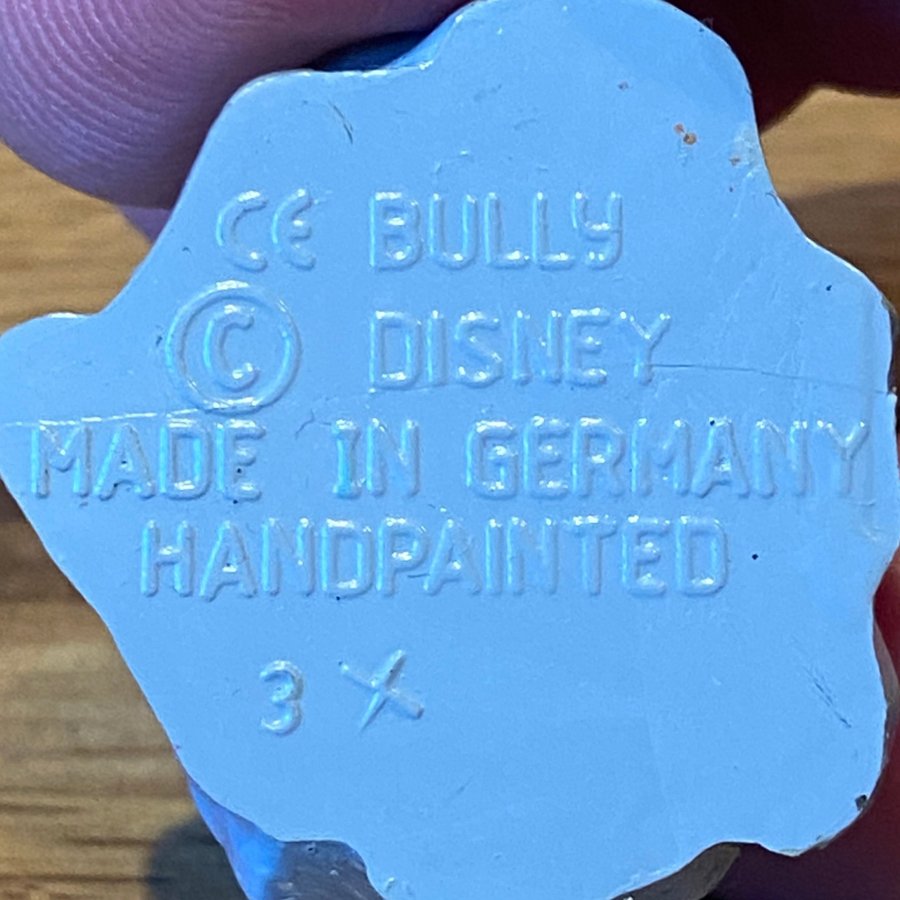 CE BULLY
© DISNEY
MADE IN GERMANY
HANDPAINTED
3 X